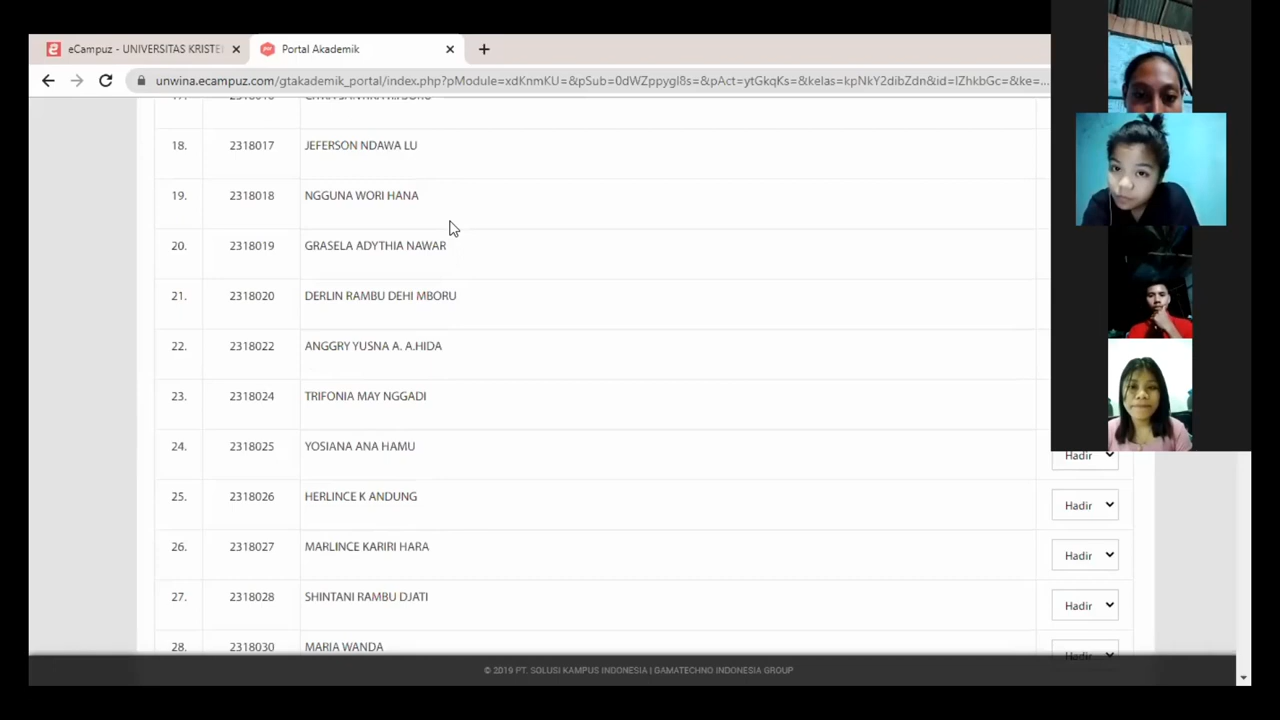 eCampuz - UNIVERSITAS KRISTE
Portal Akademik
unwina.ecampuz.com/gtakademik_portal/index.php?pModule=xdKnmKU=&pSub=0dWZppygl8s=&pAct=ytGkqKs=&kelas=kpNkY2dibZdn&id=lZhkbGc=&ke=...
18. 2318017 JEFERSON NDAWA LU
19. 2318018 NGGUNA WORI HANA
20. 2318019 GRASELA ADYTHIA NAWAR
21. 2318020 DERLIN RAMBU DEHI MBORU
22. 2318022 ANGGRY YUSNA A. A.HIDA
23. 2318024 TRIFONIA MAY NGGADI
24. 2318025 YOSIANA ANA HAMU Hadir
25. 2318026 HERLINCE K ANDUNG Hadir
26. 2318027 MARLINCE KARIRI HARA Hadir
27. 2318028 SHINTANI RAMBU DJATI Hadir
28. 2318030 MARIA WANDA Hadir
© 2019 PT. SOLUSI KAMPUS INDONESIA | GAMATECHNO INDONESIA GROUP